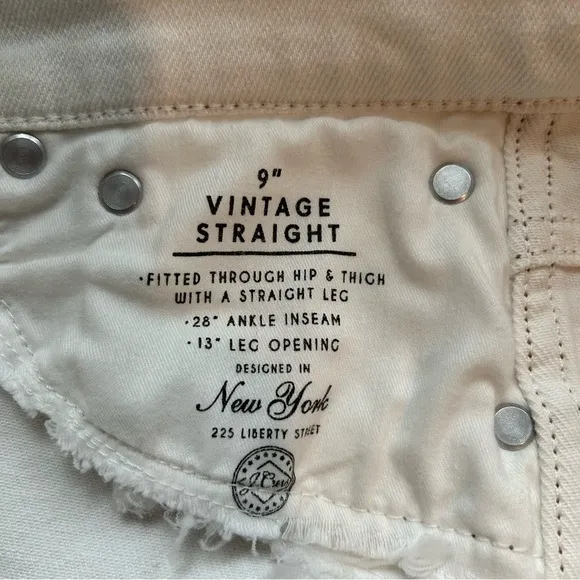 9"
VINTAGE
STRAIGHT
·FITTED THROUGH HIP & THIGH
WITH A STRAIGHT LEG
·28" ANKLE INSEAM
·13" LEG OPENING
DESIGNED IN
New York
225 LIBERTY STREET
J.Crew